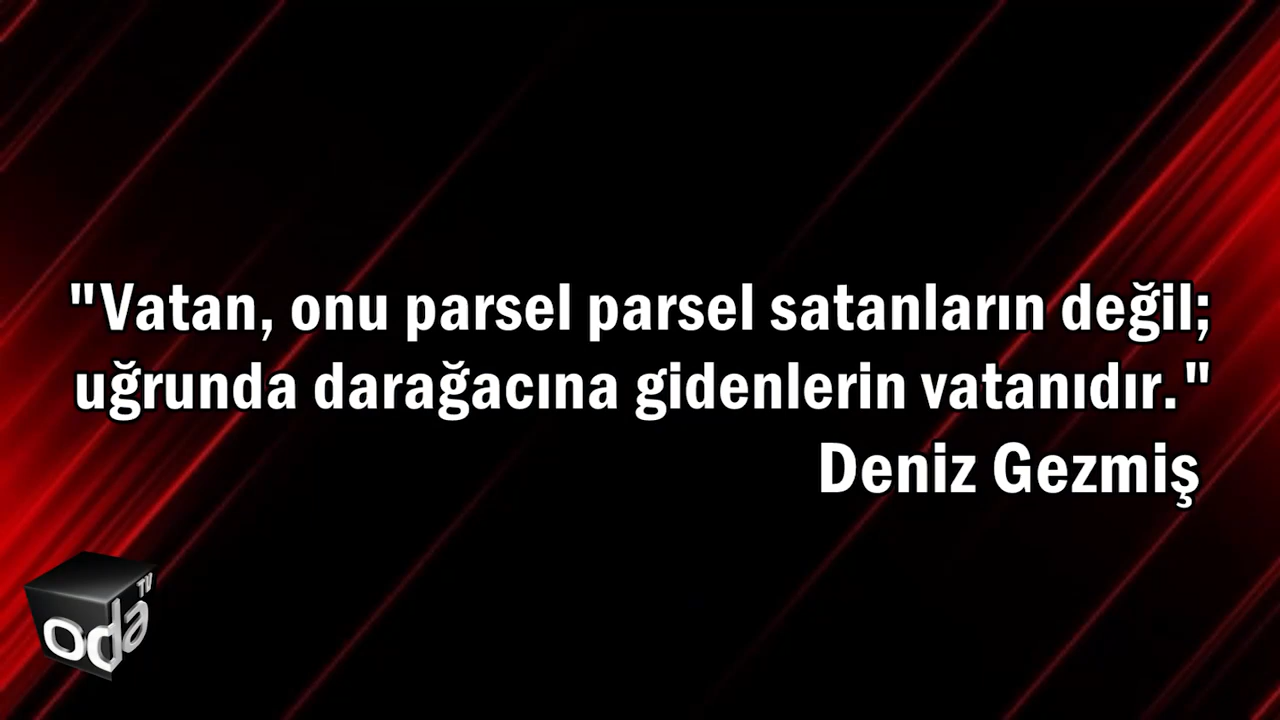 "Vatan, onu parsel parsel satanların değil;
uğrunda darağacına gidenlerin vatanıdır."
Deniz Gezmiş
oda TV